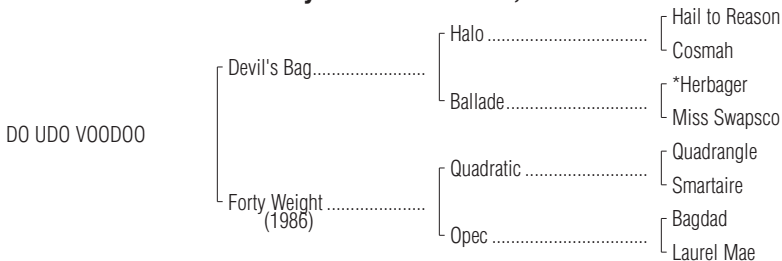 Hail to Reason
Halo
Cosmah
Devil's Bag
*Herbager
Ballade
Miss Swapsco
DO UDO VOODOO
Quadrangle
Quadratic
Smartaire
Forty Weight
(1986)
Bagdad
Opec
Laurel Mae